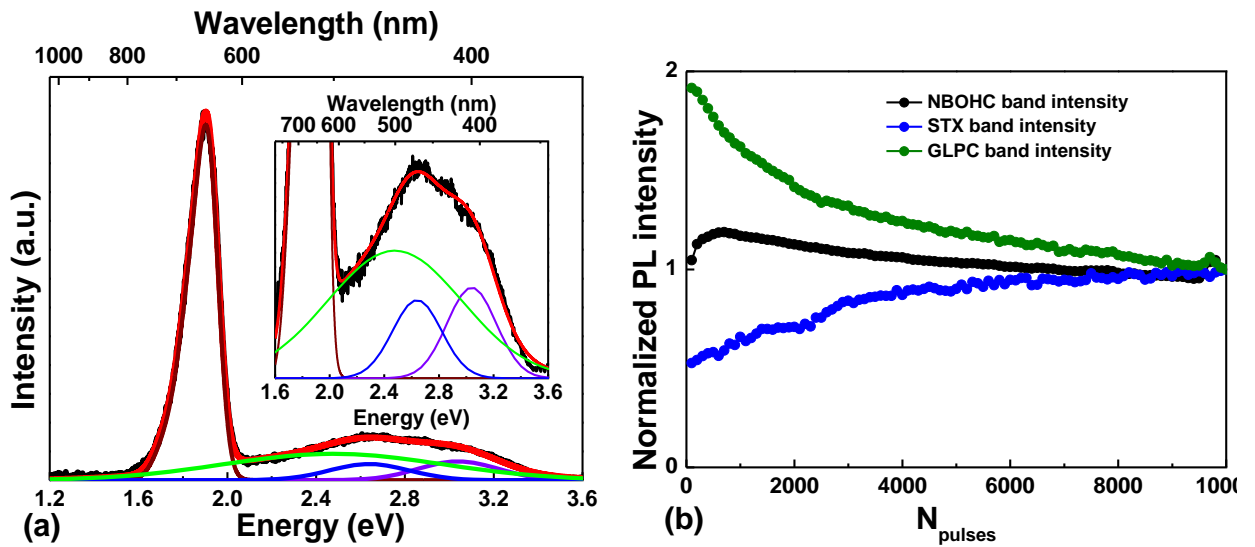 Wavelength (nm)
1000 800 600 400
Intensity (a.u.)
Wavelength (nm)
700 600 500 400
1.6 2.0 2.4 2.8 3.2 3.6
Energy (eV)
1.2 1.6 2.0 2.4 2.8 3.2 3.6
Energy (eV)
(a)
Normalized PL intensity
2
1
0
NBOHC band intensity
STX band intensity
GLPC band intensity
0 2000 4000 6000 8000 1000
N_pulses
(b)